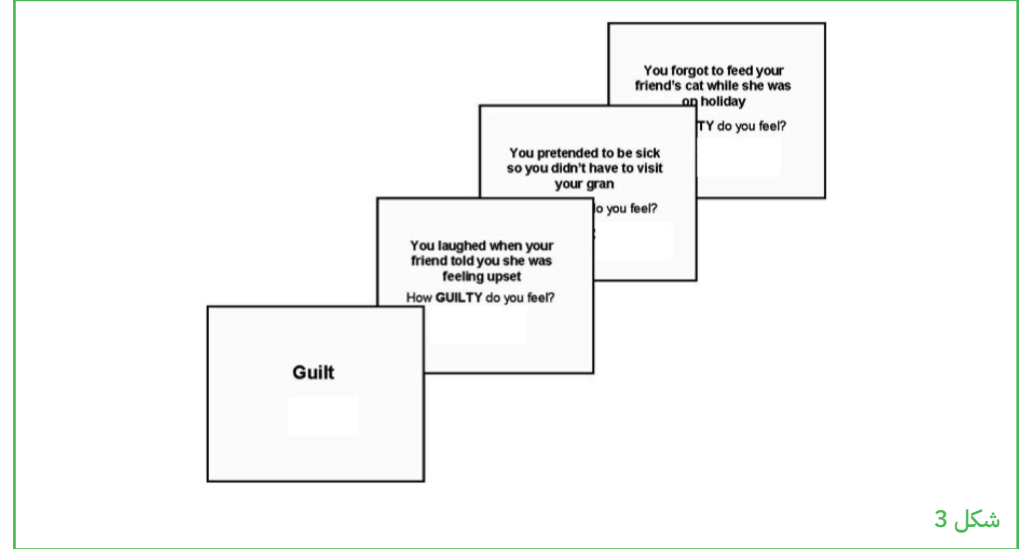 You forgot to feed your
friend's cat while she was
on holiday
TY do you feel?
You pretended to be sick
so you didn't have to visit
your gran
do you feel?
You laughed when your
friend told you she was
feeling upset
How GUILTY do you feel?
Guilt
شكل 3